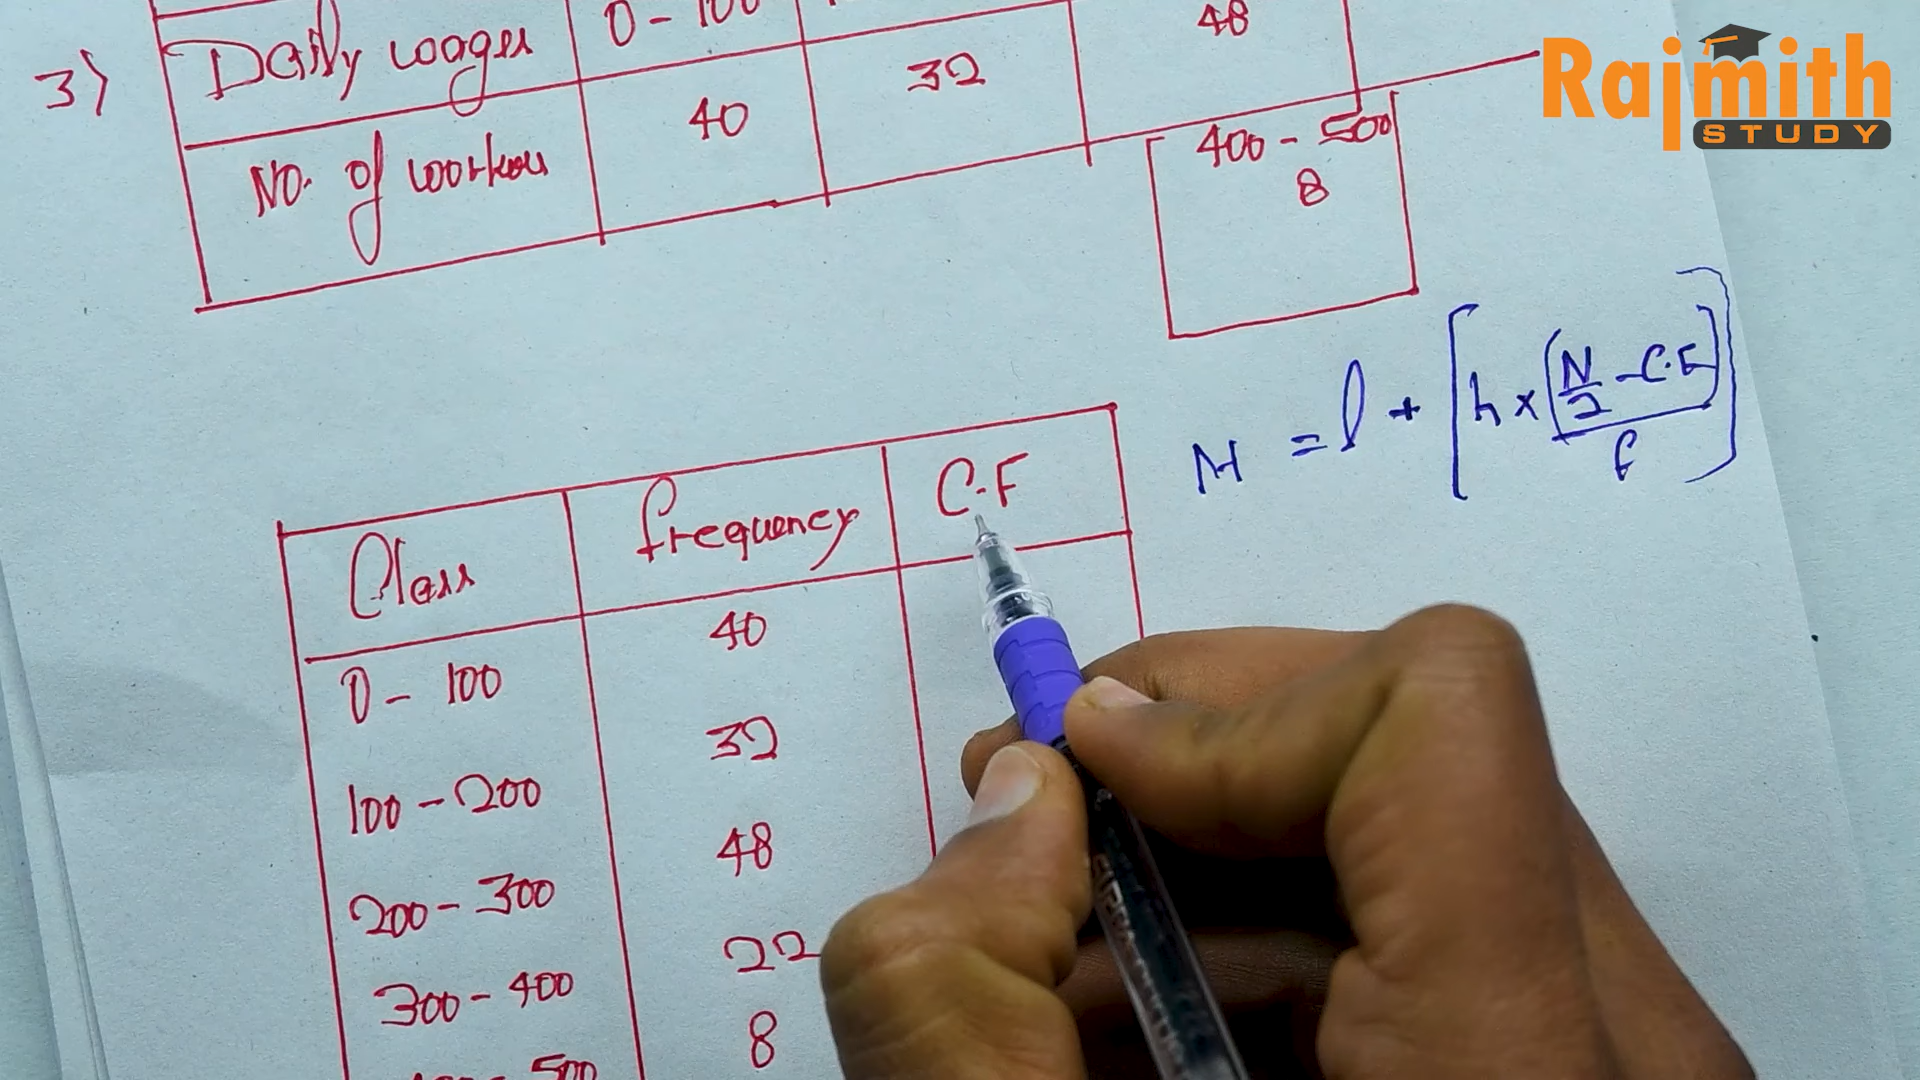 Rajmith
STUDY
3) Daily wages 0 - 100 48
No. of workers 40 32
400 - 500
8
M = l + [h × (N/2 - C.F) / f]
Class frequency C.F
0 - 100 40
100 - 200 32
200 - 300 48
300 - 400 22
500 8